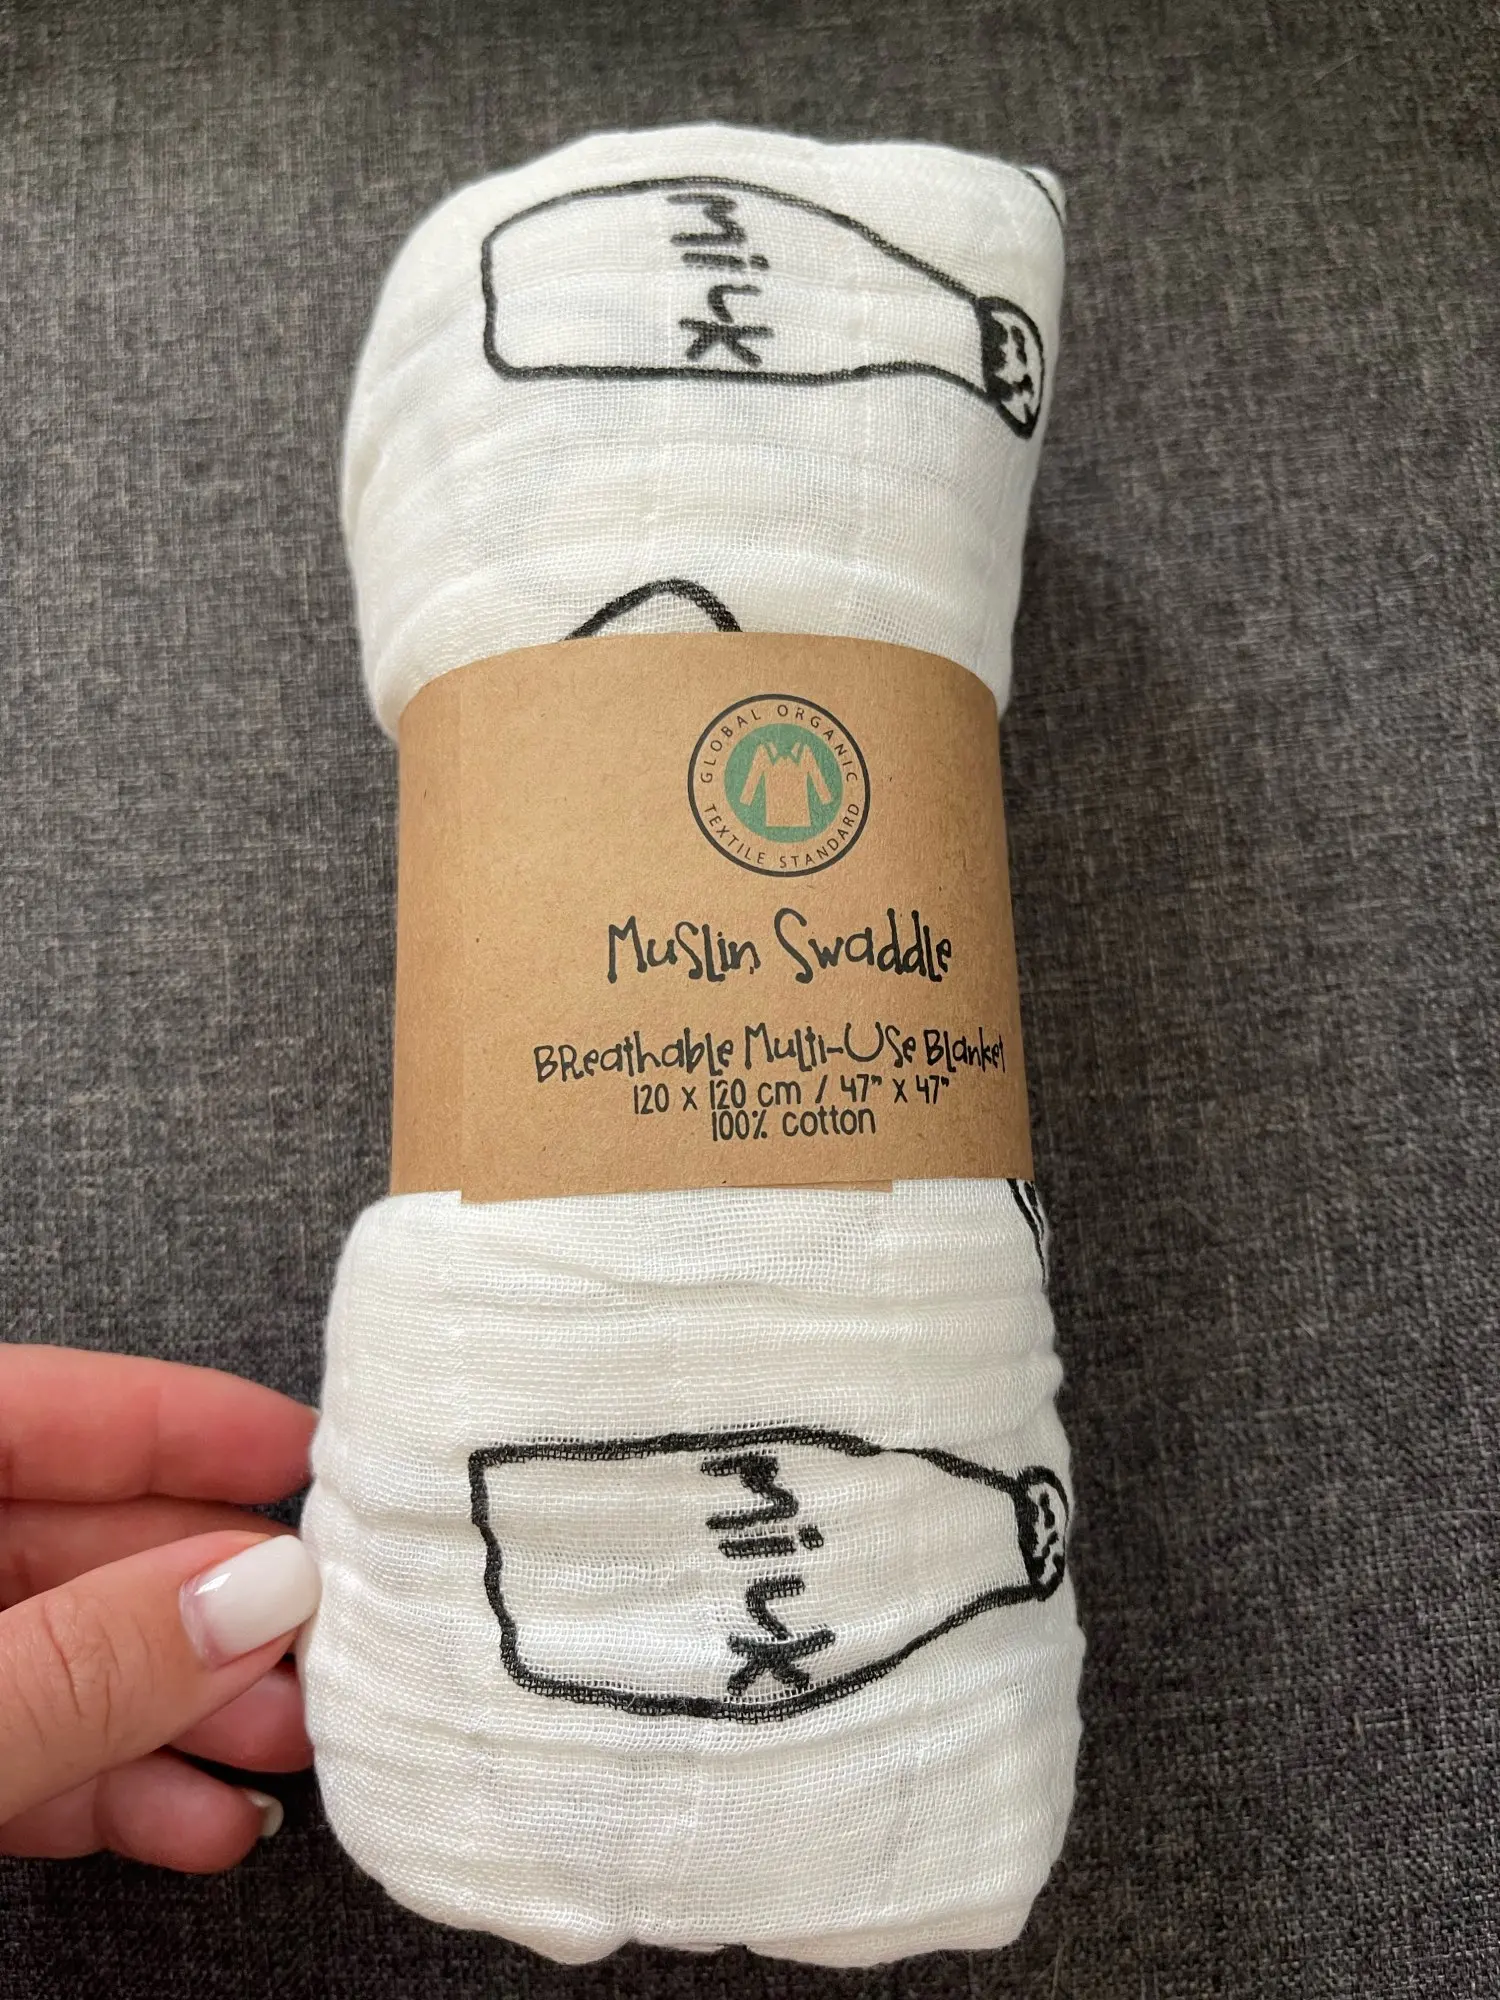 MiLK
GLOBAL ORGANIC
TEXTILE STANDARD
Muslin Swaddle
Breathable Multi-Use Blanket
120 x 120 cm / 47" x 47"
100% cotton
MiLK